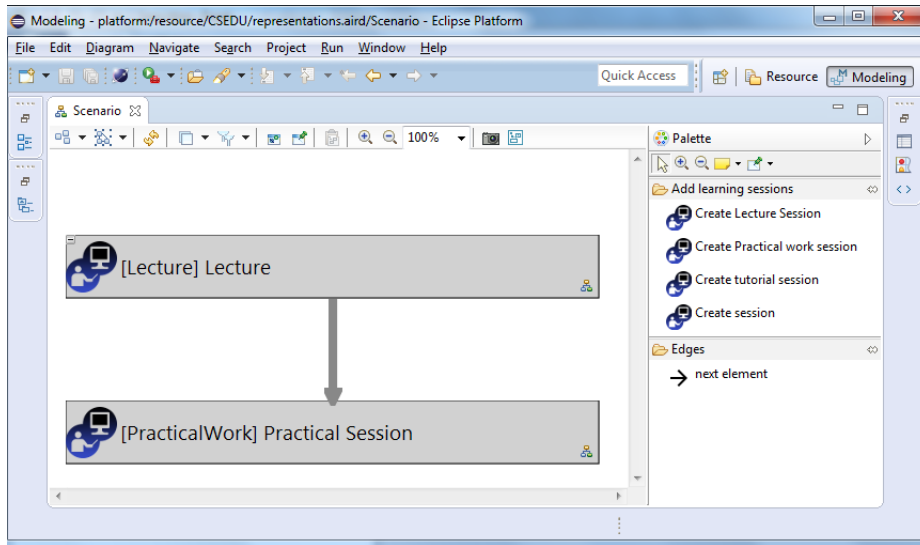 Modeling - platform:/resource/CSEDU/representations.aird/Scenario - Eclipse Platform
File Edit Diagram Navigate Search Project Run Window Help
Quick Access Resource Modeling
Scenario
100%
Palette
Add learning sessions
Create Lecture Session
Create Practical work session
Create tutorial session
Create session
Edges
next element
[Lecture] Lecture
[PracticalWork] Practical Session